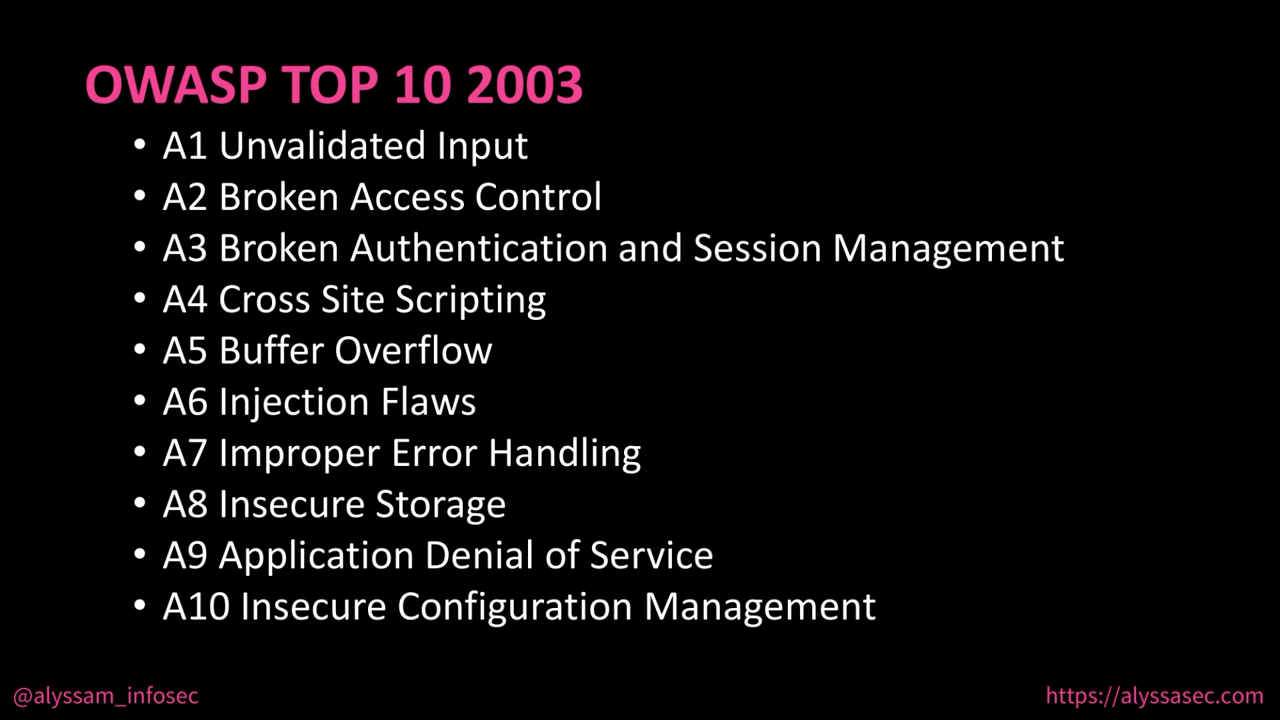 OWASP TOP 10 2003
• A1 Unvalidated Input
• A2 Broken Access Control
• A3 Broken Authentication and Session Management
• A4 Cross Site Scripting
• A5 Buffer Overflow
• A6 Injection Flaws
• A7 Improper Error Handling
• A8 Insecure Storage
• A9 Application Denial of Service
• A10 Insecure Configuration Management
@alyssam_infosec
https://alyssasec.com